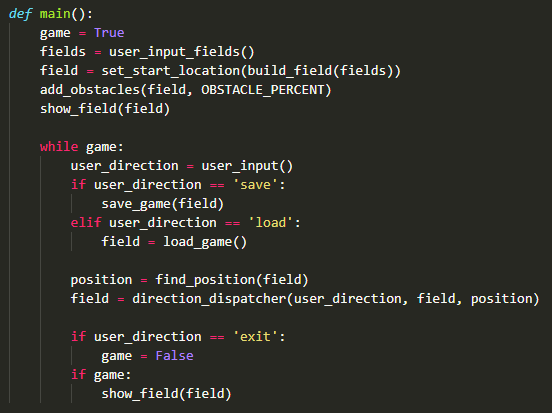 def main():
    game = True
    fields = user_input_fields()
    field = set_start_location(build_field(fields))
    add_obstacles(field, OBSTACLE_PERCENT)
    show_field(field)

    while game:
        user_direction = user_input()
        if user_direction == 'save':
            save_game(field)
        elif user_direction == 'load':
            field = load_game()

        position = find_position(field)
        field = direction_dispatcher(user_direction, field, position)

        if user_direction == 'exit':
            game = False
        if game:
            show_field(field)